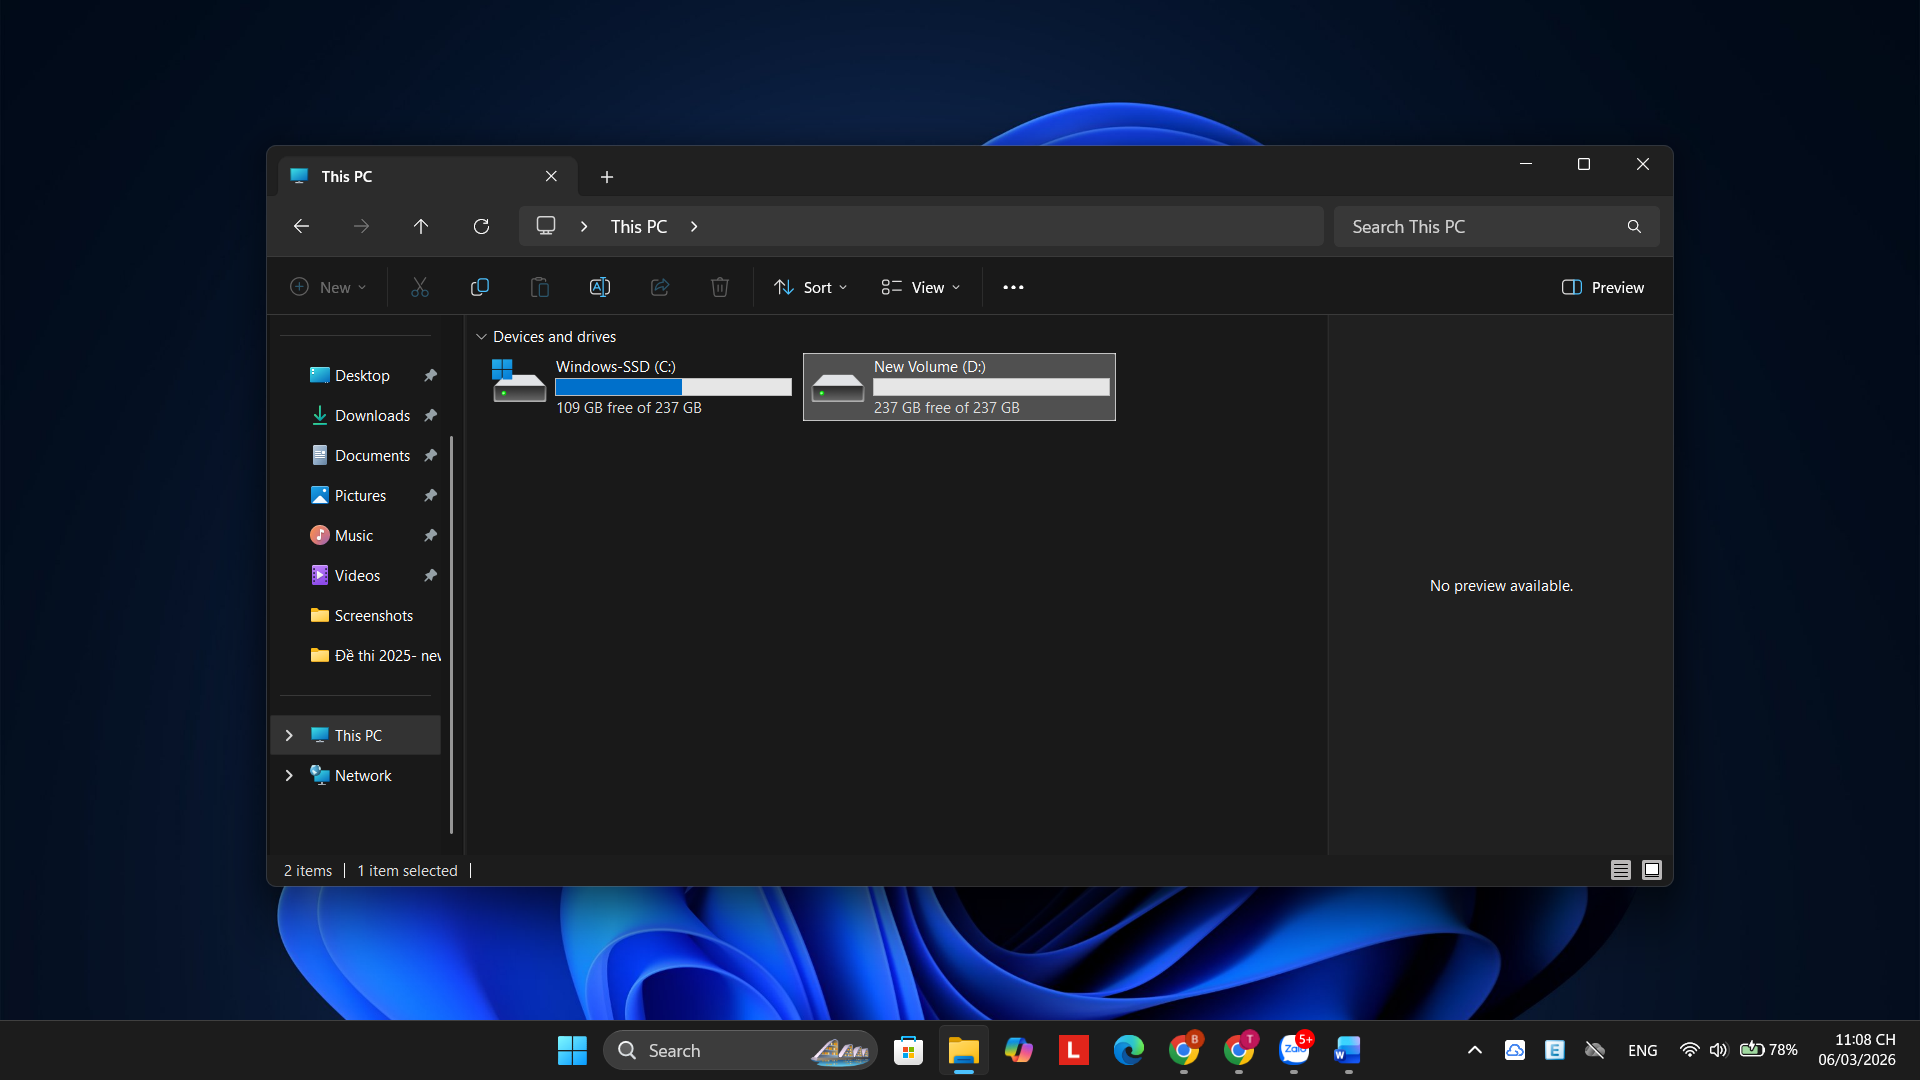 This PC
This PC
Search This PC
New
Sort
View
Preview
Desktop
Downloads
Documents
Pictures
Music
Videos
Screenshots
Đề thi 2025- nev
This PC
Network
Devices and drives
Windows-SSD (C:)
109 GB free of 237 GB
New Volume (D:)
237 GB free of 237 GB
No preview available.
2 items
1 item selected
Search
L
B
T
Zalo
5+
W
E
ENG
78%
11:08 CH
06/03/2026